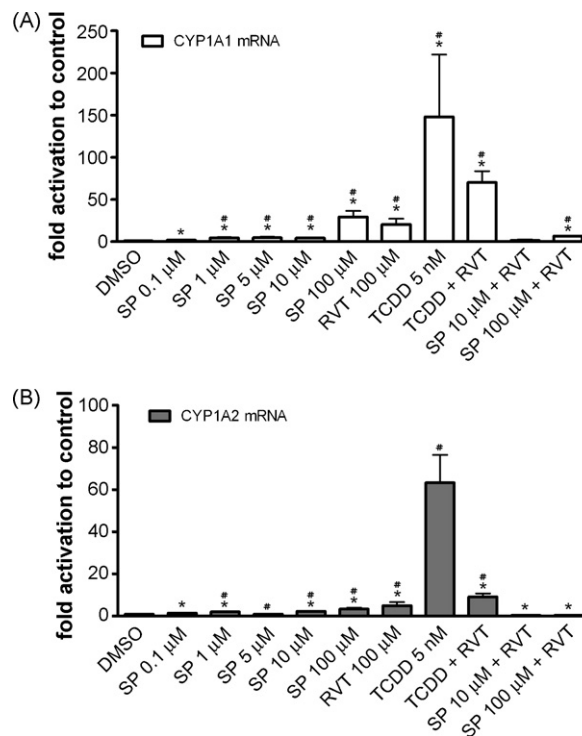 (A)
CYP1A1 mRNA
fold activation to control
250
200
150
100
50
0
*
#
*
#
*
#
*
#
*
#
*
#
*
#
*
#
*
DMSO
SP 0.1 µM
SP 1 µM
SP 5 µM
SP 10 µM
SP 100 µM
RVT 100 µM
TCDD 5 nM
TCDD + RVT
SP 10 µM + RVT
SP 100 µM + RVT
(B)
CYP1A2 mRNA
fold activation to control
100
80
60
40
20
0
*
#
*
#
#
*
#
*
#
*
#
#
*
*
*
DMSO
SP 0.1 µM
SP 1 µM
SP 5 µM
SP 10 µM
SP 100 µM
RVT 100 µM
TCDD 5 nM
TCDD + RVT
SP 10 µM + RVT
SP 100 µM + RVT